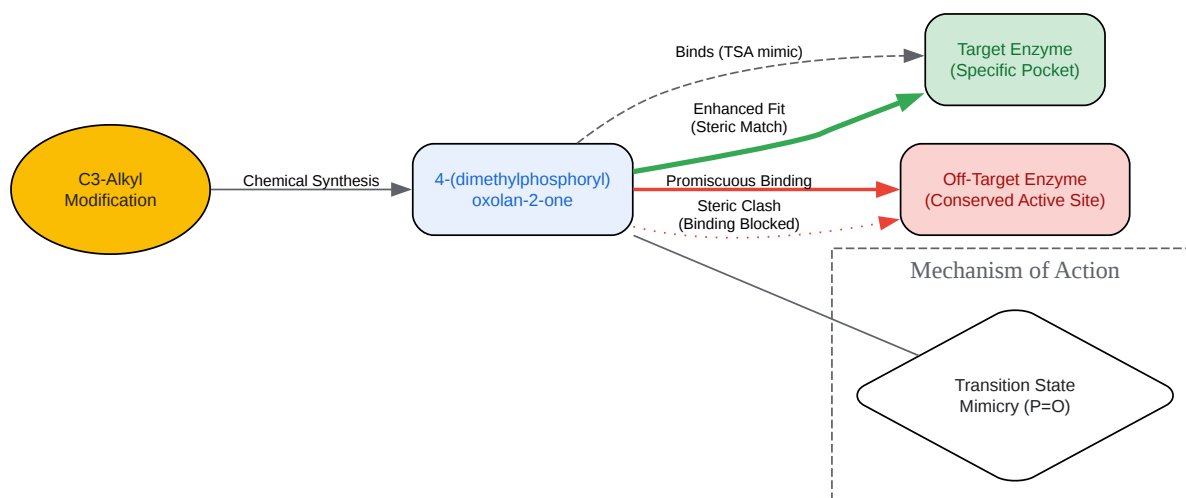 C3-Alkyl
Modification
Chemical Synthesis
4-(dimethylphosphoryl)
oxolan-2-one
Binds (TSA mimic)
Enhanced Fit
(Steric Match)
Promiscuous Binding
Steric Clash
(Binding Blocked)
Target Enzyme
(Specific Pocket)
Off-Target Enzyme
(Conserved Active Site)
Mechanism of Action
Transition State
Mimicry (P=O)